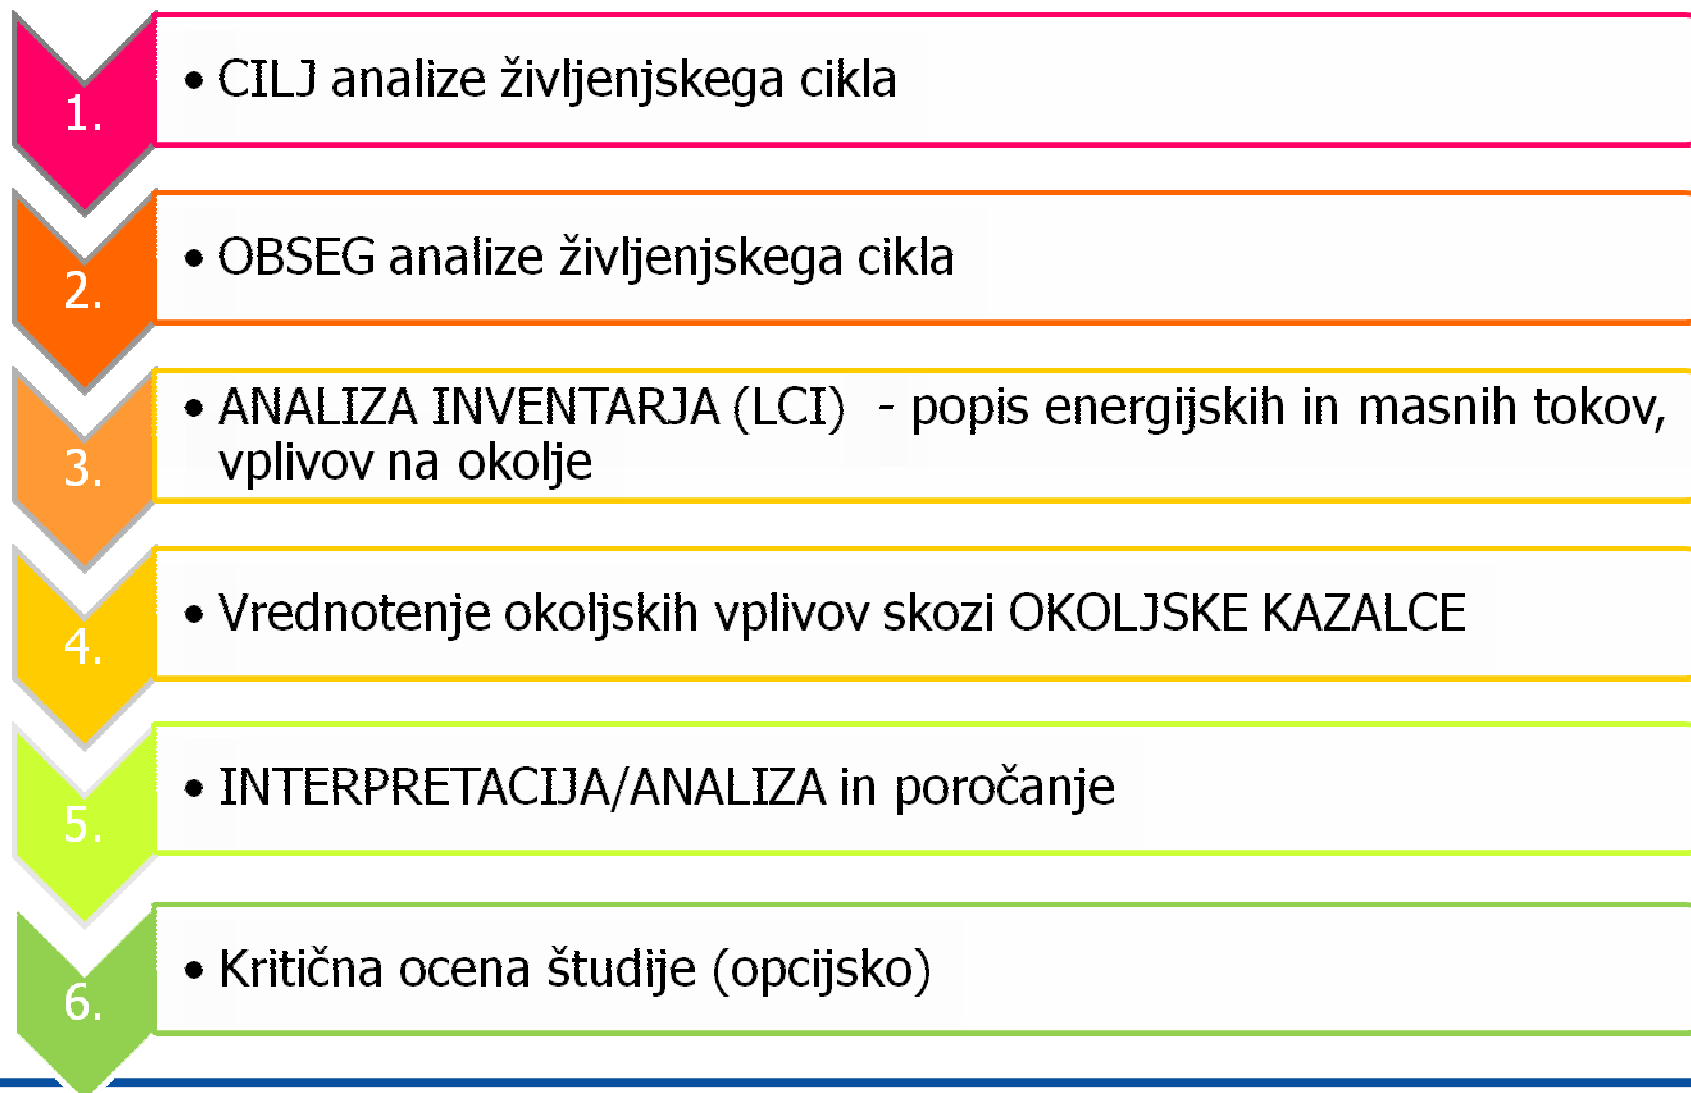 1.
• CILJ analize življenjskega cikla
2.
• OBSEG analize življenjskega cikla
3.
• ANALIZA INVENTARJA (LCI) - popis energijskih in masnih tokov,
vplivov na okolje
4.
• Vrednotenje okoljskih vplivov skozi OKOLJSKE KAZALCE
5.
• INTERPRETACIJA/ANALIZA in poročanje
6.
• Kritična ocena študije (opcijsko)